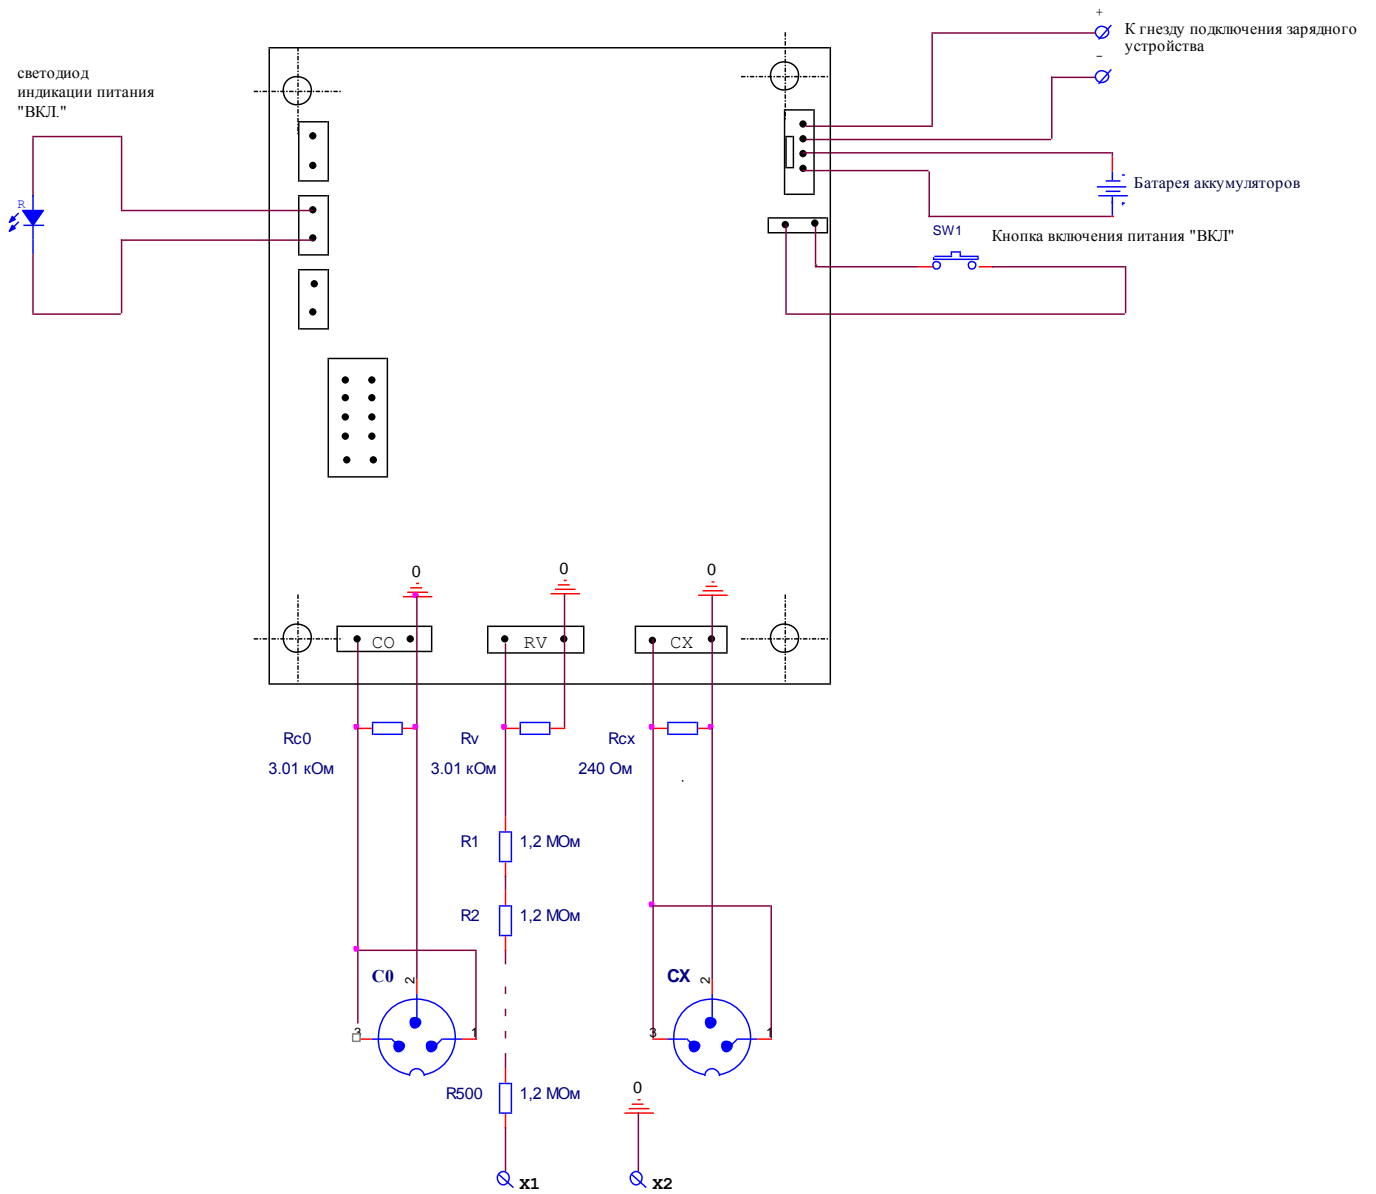 +
К гнезду подключения зарядного
устройства
−
светодиод
индикации питания
"ВКЛ."
R
Батарея аккумуляторов
SW1
Кнопка включения питания "ВКЛ"
0
0
0
CO
RV
CX
Rc0
3.01 кОм
Rv
3.01 кОм
Rcx
240 Ом
R1
1,2 МОм
R2
1,2 МОм
C0
2
3
1
CX
2
3
1
R500
1,2 МОм
0
X1
X2